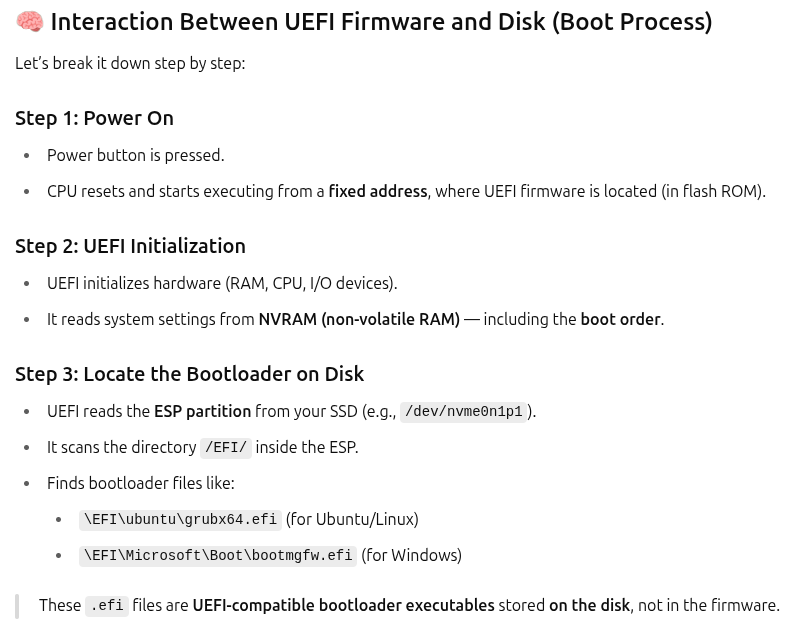 🧠 Interaction Between UEFI Firmware and Disk (Boot Process)
Let’s break it down step by step:
Step 1: Power On
• Power button is pressed.
• CPU resets and starts executing from a fixed address, where UEFI firmware is located (in flash ROM).
Step 2: UEFI Initialization
• UEFI initializes hardware (RAM, CPU, I/O devices).
• It reads system settings from NVRAM (non-volatile RAM) — including the boot order.
Step 3: Locate the Bootloader on Disk
• UEFI reads the ESP partition from your SSD (e.g., /dev/nvme0n1p1).
• It scans the directory /EFI/ inside the ESP.
• Finds bootloader files like:
• \EFI\ubuntu\grubx64.efi (for Ubuntu/Linux)
• \EFI\Microsoft\Boot\bootmgfw.efi (for Windows)
These .efi files are UEFI-compatible bootloader executables stored on the disk, not in the firmware.